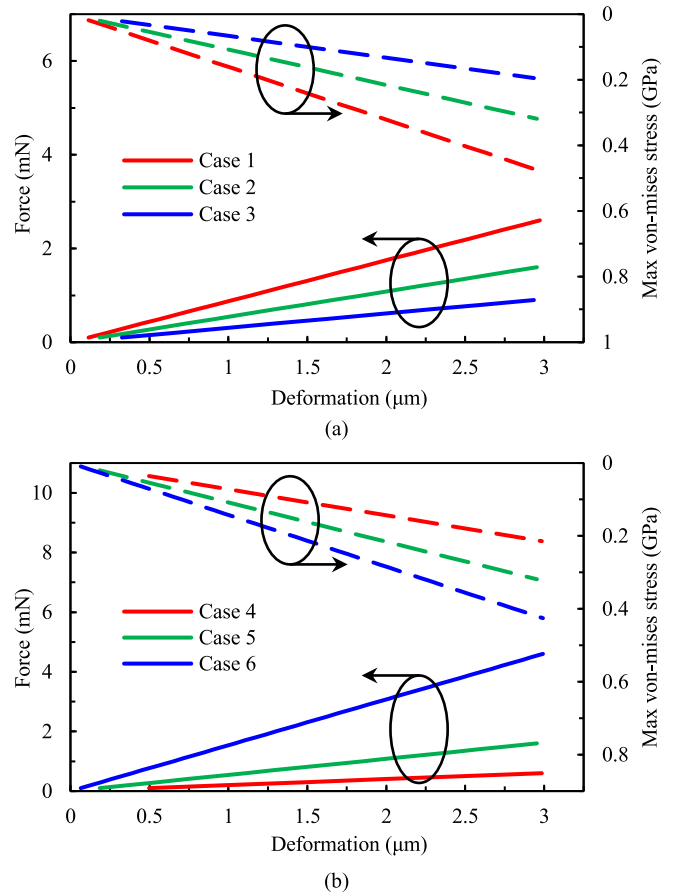 0
6
0.2
Force (mN)
Max von-mises stress (GPa)
4
0.4
Case 1
Case 2
Case 3
0.6
2
0.8
0
1
0 0.5 1 1.5 2 2.5 3
Deformation (μm)
(a)
0
10
0.2
8
Force (mN)
Max von-mises stress (GPa)
0.4
6
Case 4
Case 5
Case 6
4
0.6
2
0.8
0
0 0.5 1 1.5 2 2.5 3
Deformation (μm)
(b)